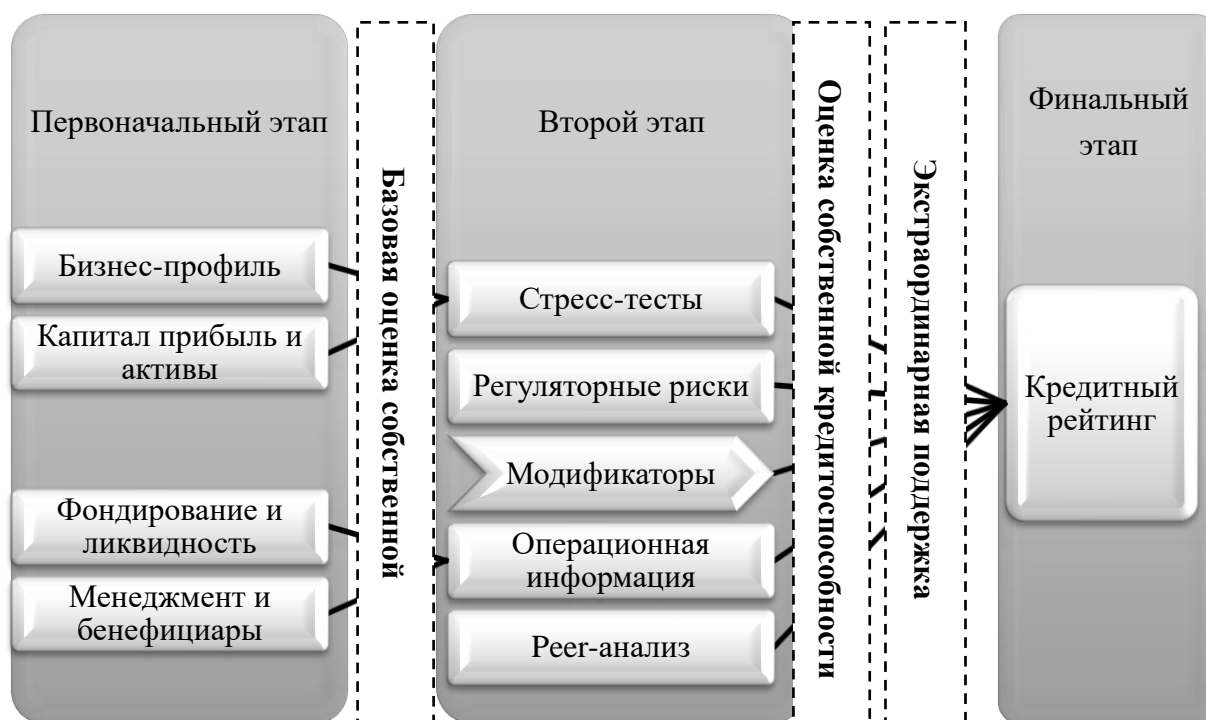 Первоначальный этап
Бизнес-профиль
Капитал прибыль и
активы
Фондирование и
ликвидность
Менеджмент и
бенефициары
Базовая оценка собственной
Второй этап
Стресс-тесты
Регуляторные риски
Модификаторы
Операционная
информация
Peer-анализ
Оценка собственной кредитоспособности
Экстраординарная поддержка
Финальный
этап
Кредитный
рейтинг